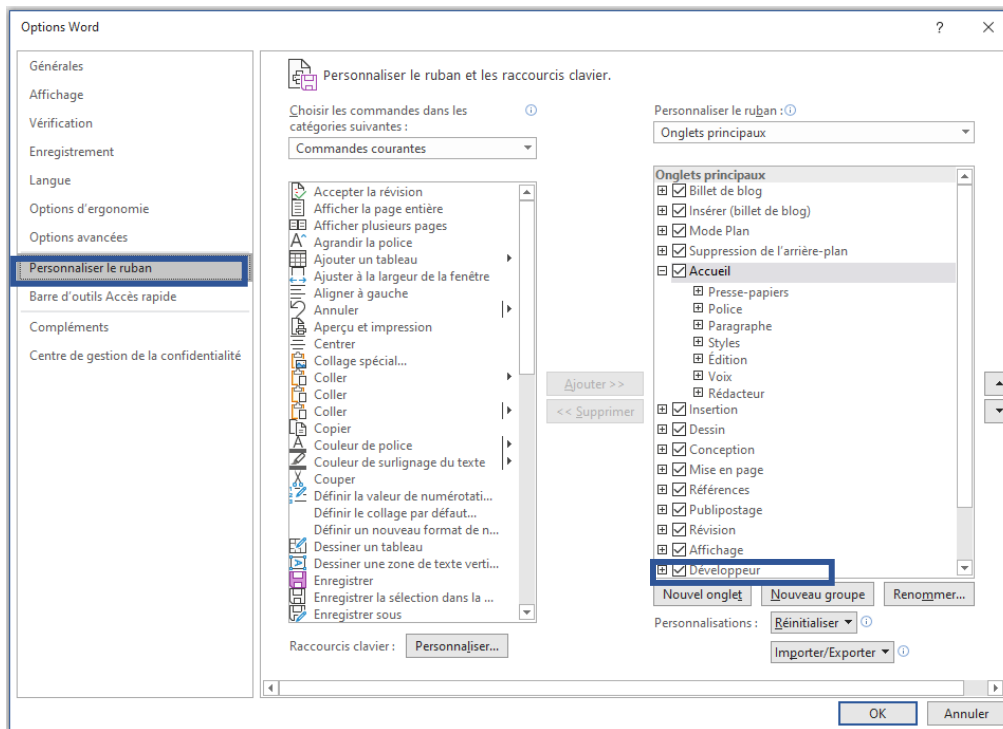 Options Word
?
Générales
Affichage
Vérification
Enregistrement
Langue
Options d'ergonomie
Options avancées
Personnaliser le ruban
Barre d'outils Accès rapide
Compléments
Centre de gestion de la confidentialité
Personnaliser le ruban et les raccourcis clavier.
Choisir les commandes dans les
catégories suivantes :
Commandes courantes
Accepter la révision
Afficher la page entière
Afficher plusieurs pages
Agrandir la police
Ajouter un tableau
Ajuster à la largeur de la fenêtre
Aligner à gauche
Annuler
Aperçu et impression
Centrer
Collage spécial...
Coller
Coller
Coller
Copier
Couleur de police
Couleur de surlignage du texte
Couper
Définir la valeur de numérotati...
Définir le collage par défaut...
Définir un nouveau format de n...
Dessiner un tableau
Dessiner une zone de texte verti...
Enregistrer
Enregistrer la sélection dans la ...
Enregistrer sous
Raccourcis clavier :
Personnaliser...
Ajouter >>
<< Supprimer
Personnaliser le ruban :
Onglets principaux
Onglets principaux
Billet de blog
Insérer (billet de blog)
Mode Plan
Suppression de l'arrière-plan
Accueil
Presse-papiers
Police
Paragraphe
Styles
Édition
Voix
Rédacteur
Insertion
Dessin
Conception
Mise en page
Références
Publipostage
Révision
Affichage
Développeur
Nouvel onglet
Nouveau groupe
Renommer...
Personnalisations :
Réinitialiser
Importer/Exporter
OK
Annuler